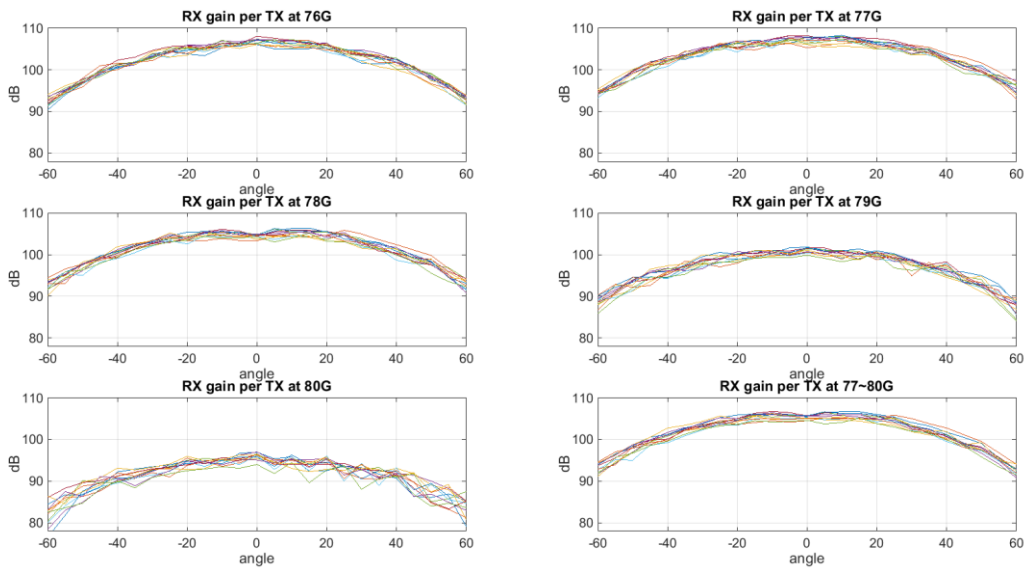 RX gain per TX at 76G
110
100
90
80
dB
-60 -40 -20 0 20 40 60
angle
RX gain per TX at 77G
110
100
90
80
dB
-60 -40 -20 0 20 40 60
angle
RX gain per TX at 78G
110
100
90
80
dB
-60 -40 -20 0 20 40 60
angle
RX gain per TX at 79G
110
100
90
80
dB
-60 -40 -20 0 20 40 60
angle
RX gain per TX at 80G
110
100
90
80
dB
-60 -40 -20 0 20 40 60
angle
RX gain per TX at 77~80G
110
100
90
80
dB
-60 -40 -20 0 20 40 60
angle